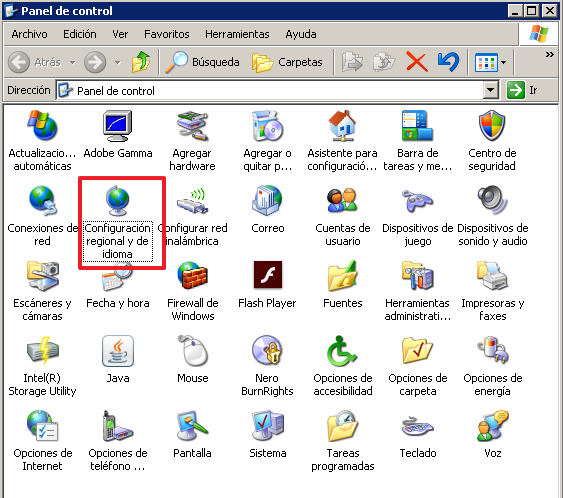 Panel de control
Archivo Edición Ver Favoritos Herramientas Ayuda
Atrás Búsqueda Carpetas »
Dirección Panel de control Ir
Actualizacio... Adobe Gamma Agregar Agregar o Asistente para Barra de Centro de
automáticas hardware quitar p... configuració... tareas y me... seguridad
Conexiones de Configuración Configurar red Correo Cuentas de Dispositivos de Dispositivos de
red regional y de inalámbrica usuario juego sonido y audio
idioma
Escáneres y Fecha y hora Firewall de Flash Player Fuentes Herramientas Impresoras y
cámaras Windows administrati... faxes
Intel(R) Java Mouse Nero Opciones de Opciones de Opciones de
Storage Utility BurnRights accesibilidad carpeta energía
Opciones de Opciones de Pantalla Sistema Tareas Teclado Voz
Internet teléfono ... programadas